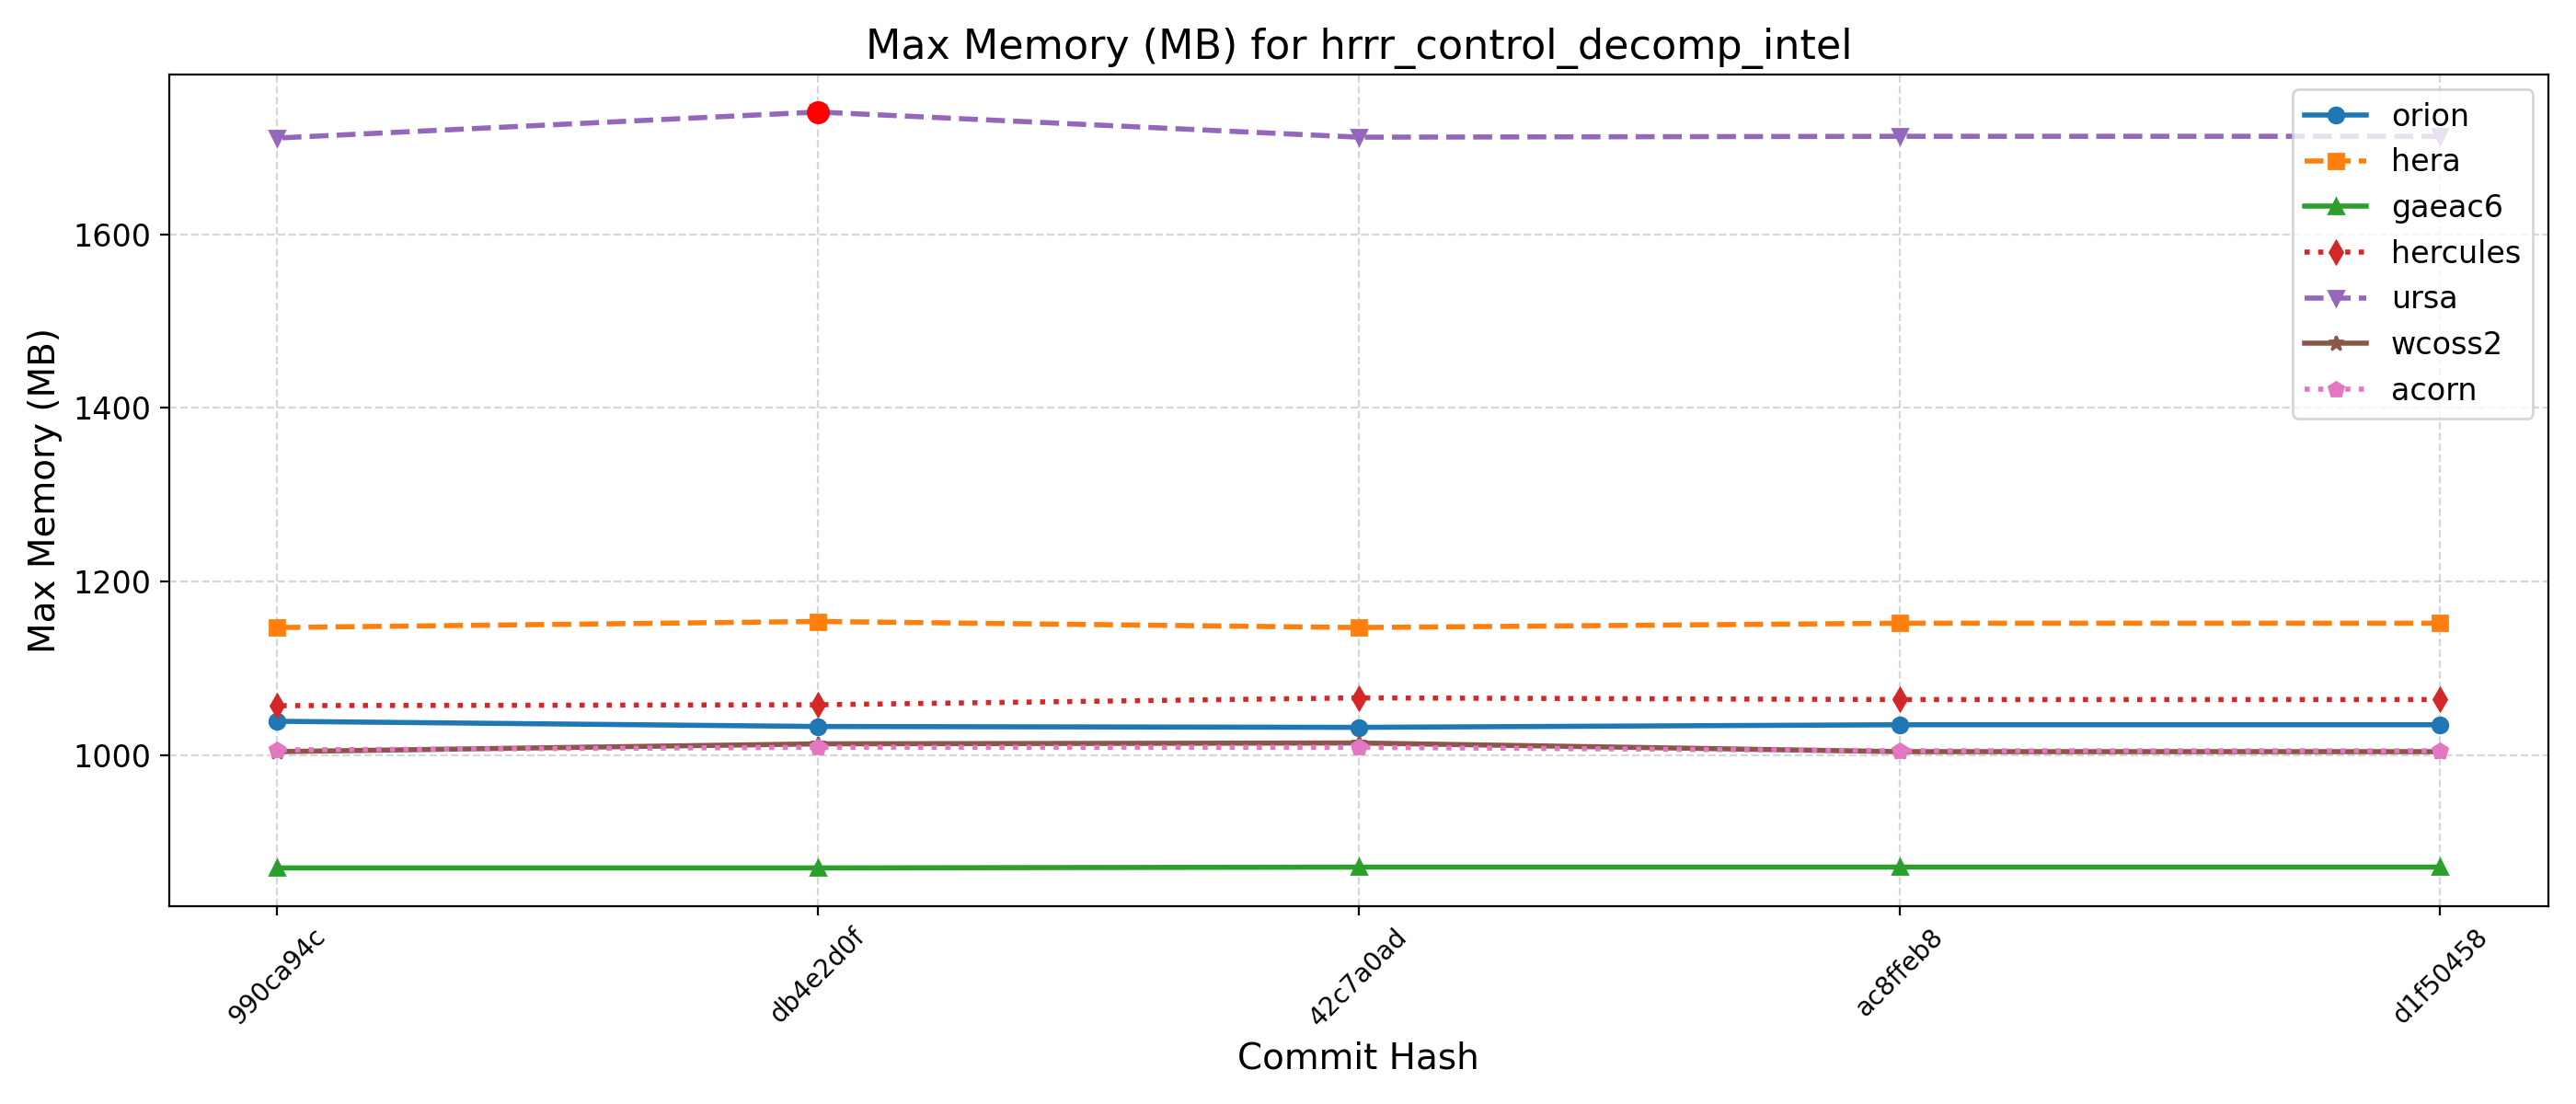 Max Memory (MB) for hrrr_control_decomp_intel
Max Memory (MB)
1600
1400
1200
1000
orion
hera
gaeac6
hercules
ursa
wcoss2
acorn
990ca94c
db4e2d0f
42c7a0ad
ac8ffeb8
d1f50458
Commit Hash